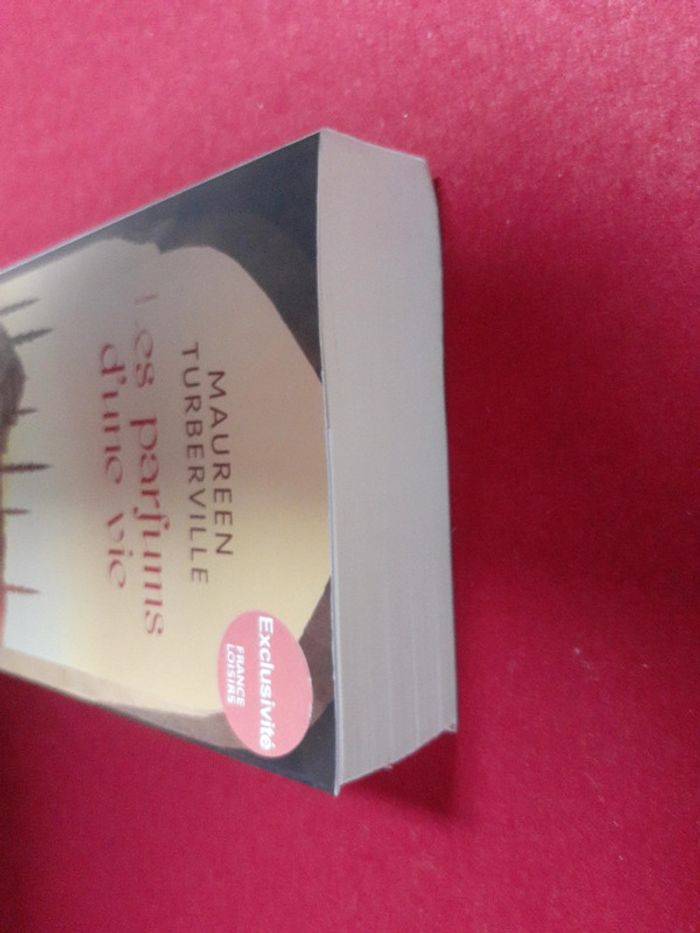 MAUREEN
TURBERVILLE
Les parfums
d'une vie
Exclusivité
FRANCE
LOISIRS